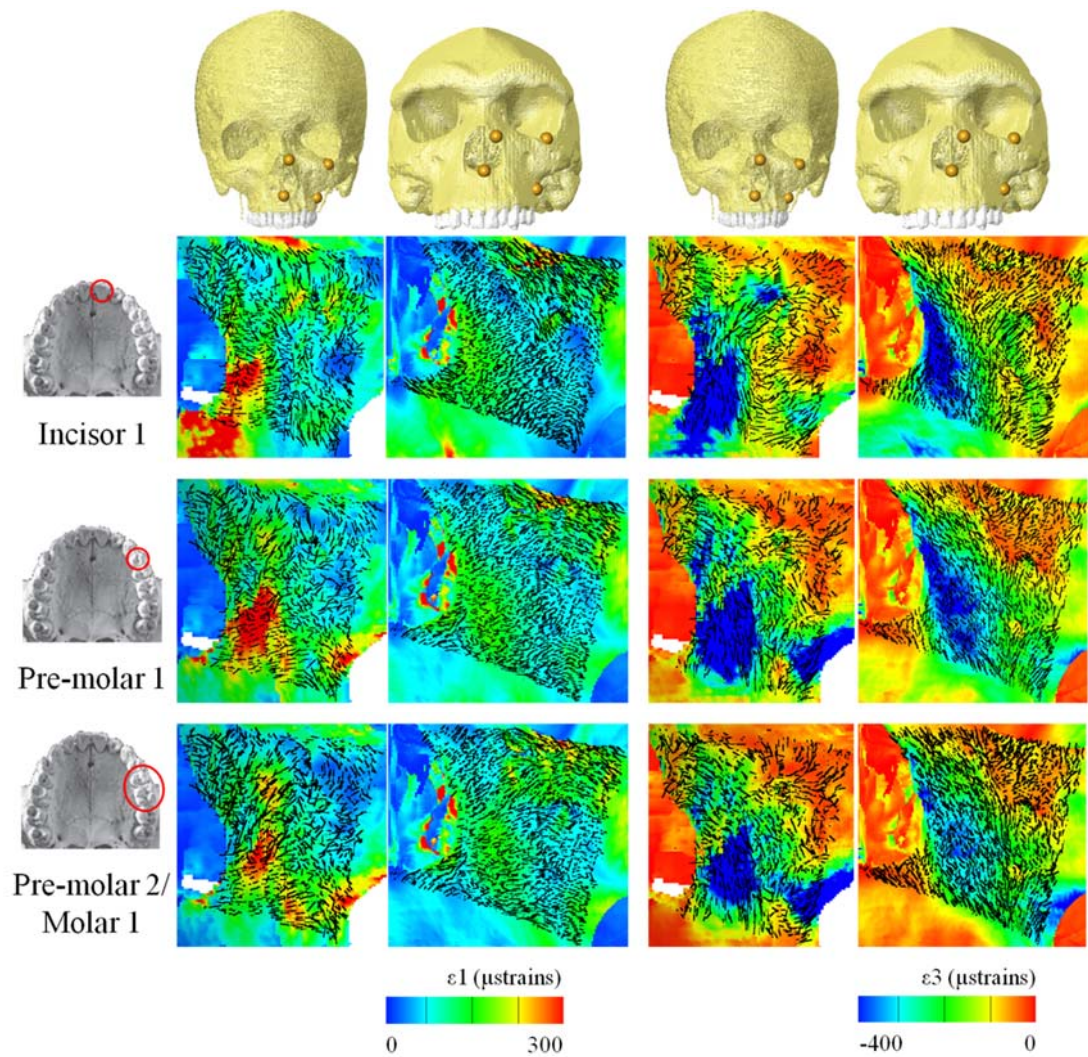 Incisor 1
Pre-molar 1
Pre-molar 2/
Molar 1
ε1 (µstrains)
0 300
ε3 (µstrains)
-400 0